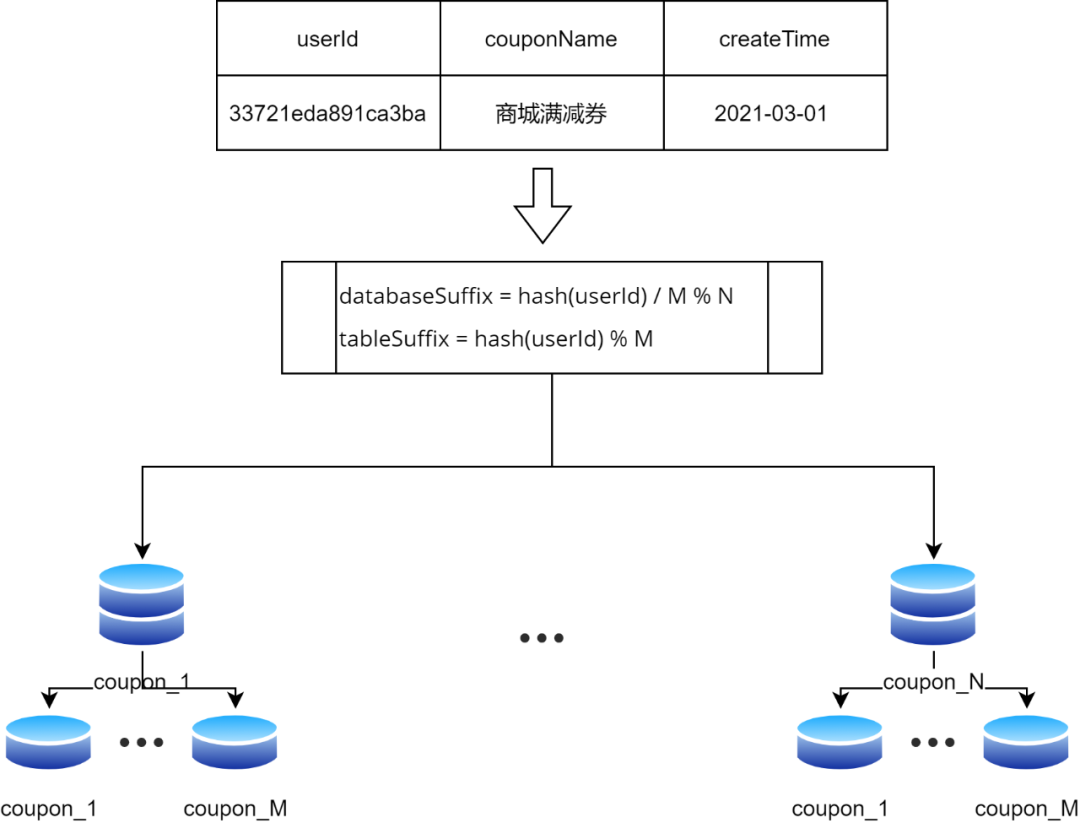 userId couponName createTime
33721eda891ca3ba 商城满减券 2021-03-01
databaseSuffix = hash(userId) / M % N
tableSuffix = hash(userId) % M
coupon_1 coupon_N
coupon_1 coupon_M coupon_1 coupon_M